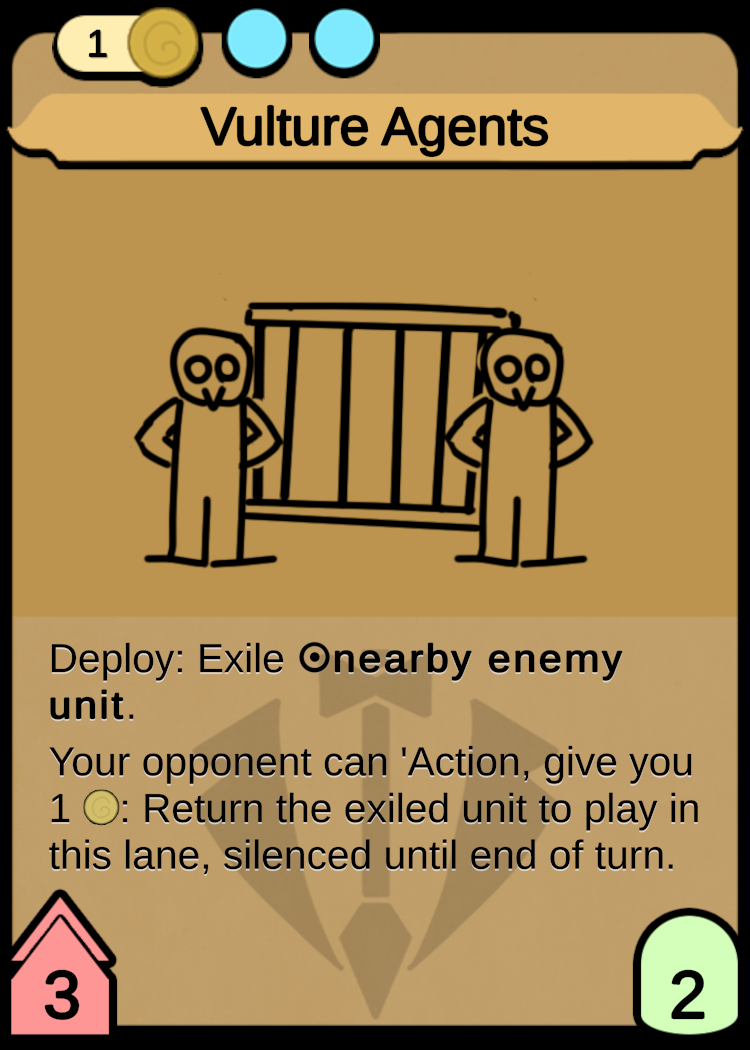 1
Vulture Agents
Deploy: Exile ⊙nearby enemy
unit.
Your opponent can 'Action, give you
1 : Return the exiled unit to play in
this lane, silenced until end of turn.
3
2